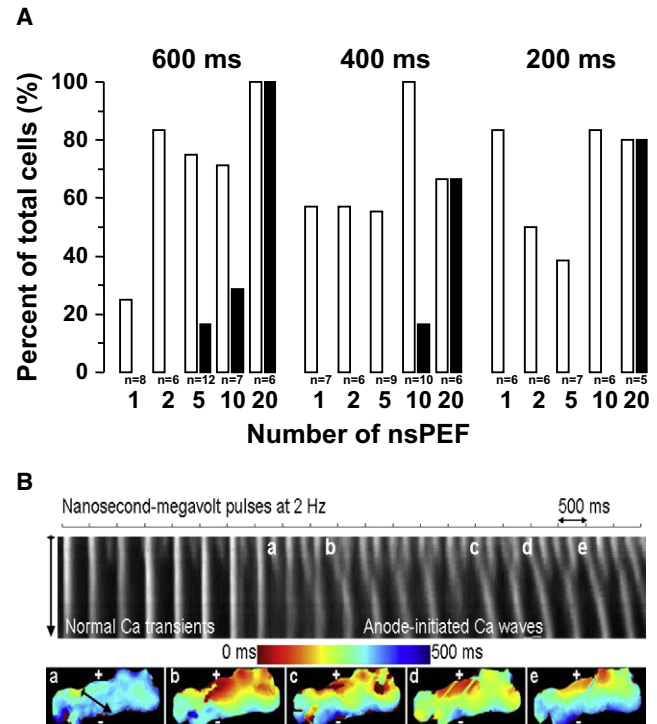 A
600 ms 400 ms 200 ms
Percent of total cells (%)
100
80
60
40
20
0
n=8 n=6 n=12 n=7 n=6 n=7 n=6 n=9 n=10 n=6 n=6 n=6 n=7 n=6 n=5
1 2 5 10 20 1 2 5 10 20 1 2 5 10 20
Number of nsPEF
B
Nanosecond-megavolt pulses at 2 Hz 500 ms
a b c d e
Normal Ca transients Anode-initiated Ca waves
0 ms 500 ms
a + b + c + d + e +
- - - - -